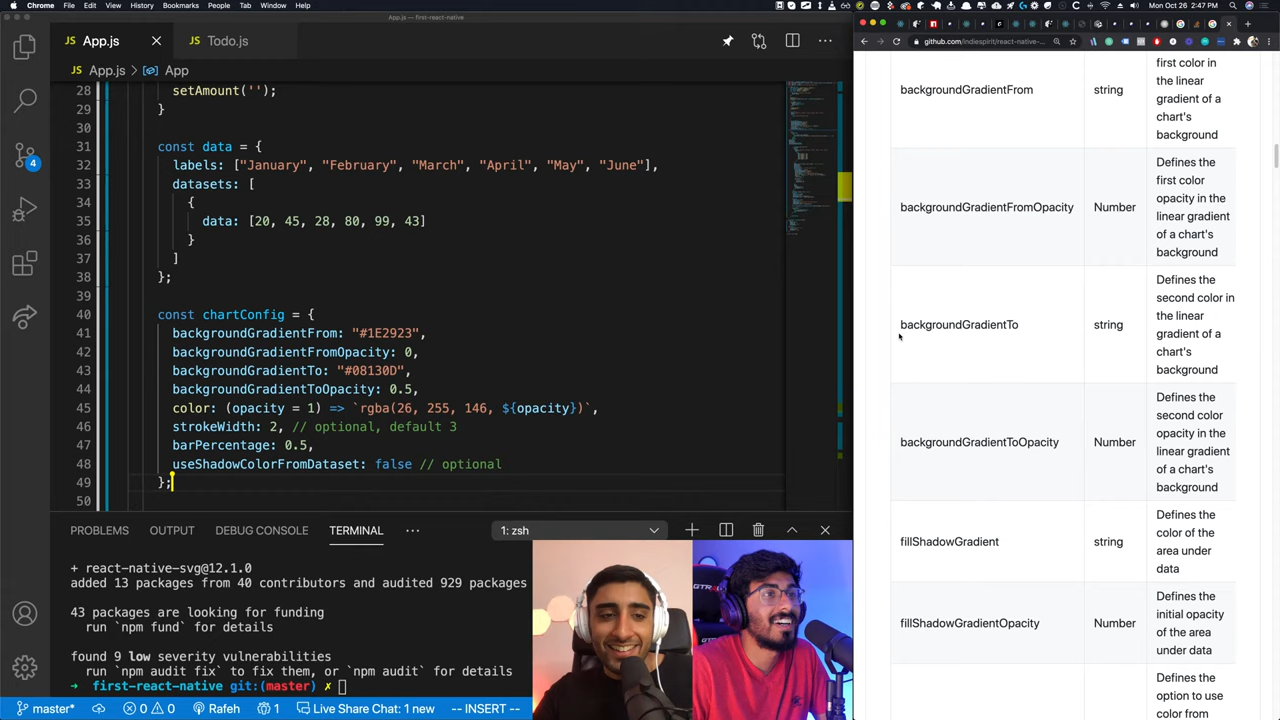 Chrome File Edit View History Bookmarks People Tab Window Help
Mon Oct 26 2:47 PM
App.js — first-react-native
App.js
Todo
App.js > App
28 setAmount('');
29 }
30
31 const data = {
32 labels: ["January", "February", "March", "April", "May", "June"],
33 datasets: [
34 {
35 data: [20, 45, 28, 80, 99, 43]
36 }
37 ]
38 };
39
40 const chartConfig = {
41 backgroundGradientFrom: "#1E2923",
42 backgroundGradientFromOpacity: 0,
43 backgroundGradientTo: "#08130D",
44 backgroundGradientToOpacity: 0.5,
45 color: (opacity = 1) => `rgba(26, 255, 146, ${opacity})`,
46 strokeWidth: 2, // optional, default 3
47 barPercentage: 0.5,
48 useShadowColorFromDataset: false // optional
49 };
50
4
PROBLEMS OUTPUT DEBUG CONSOLE TERMINAL ··· 1: zsh
+ react-native-svg@12.1.0
added 13 packages from 40 contributors and audited 929 packages
43 packages are looking for funding
run `npm fund` for details
found 9 low severity vulnerabilities
run `npm audit fix` to fix them, or `npm audit` for details
➜ first-react-native git:(master) ✗
master* 0 0 Rafeh 1 Live Share Chat: 1 new -- INSERT --
github.com/indiespirit/react-native-...
backgroundGradientFrom
string
first color in
the linear
gradient of a
chart's
background
backgroundGradientFromOpacity
Number
Defines the
first color
opacity in the
linear gradient
of a chart's
background
backgroundGradientTo
string
Defines the
second color in
the linear
gradient of a
chart's
background
backgroundGradientToOpacity
Number
Defines the
second color
opacity in the
linear gradient
of a chart's
background
fillShadowGradient
string
Defines the
color of the
area under
data
fillShadowGradientOpacity
Number
Defines the
initial opacity
of the area
under data
Defines the
option to use
color from